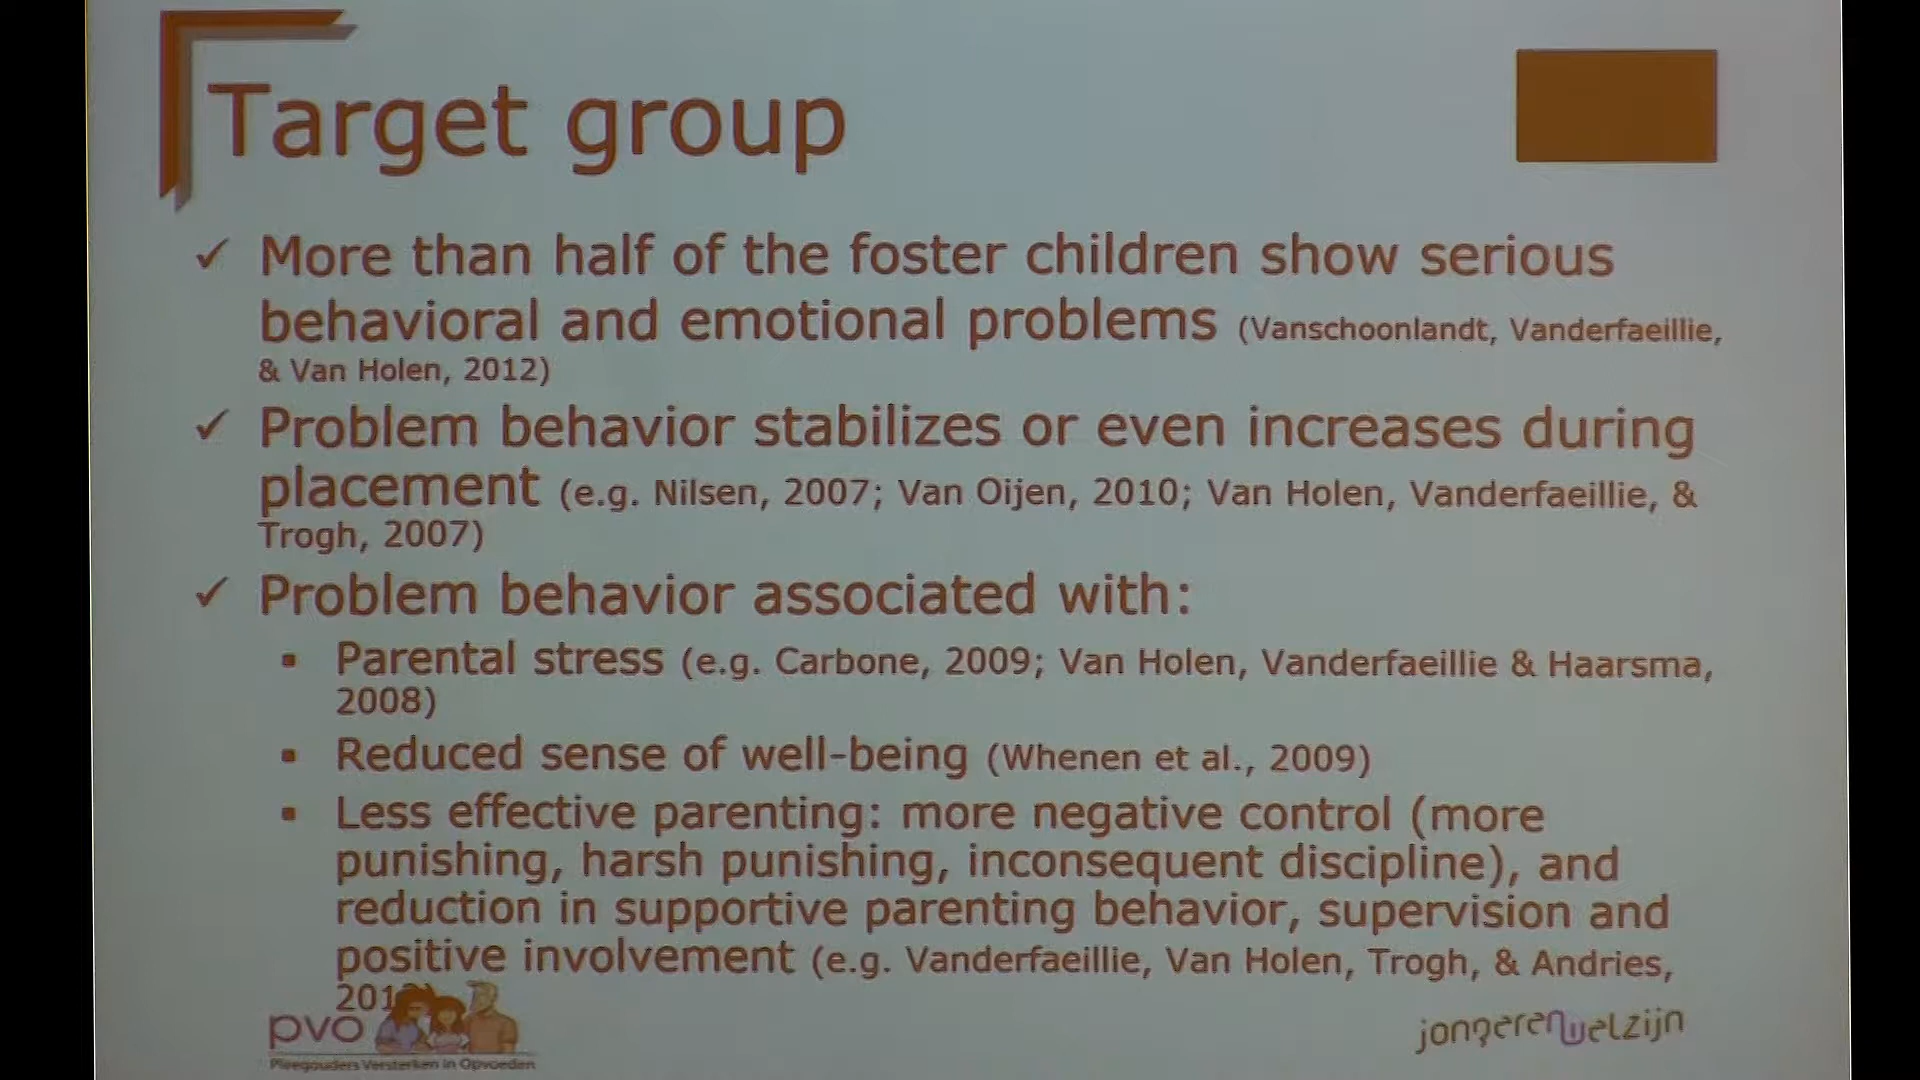 Target group
✓ More than half of the foster children show serious
behavioral and emotional problems (Vanschoonlandt, Vanderfaeillie,
& Van Holen, 2012)
✓ Problem behavior stabilizes or even increases during
placement (e.g. Nilsen, 2007; Van Oijen, 2010; Van Holen, Vanderfaeillie, &
Trogh, 2007)
✓ Problem behavior associated with:
▪ Parental stress (e.g. Carbone, 2009; Van Holen, Vanderfaeillie & Haarsma,
2008)
▪ Reduced sense of well-being (Whenen et al., 2009)
▪ Less effective parenting: more negative control (more
punishing, harsh punishing, inconsequent discipline), and
reduction in supportive parenting behavior, supervision and
positive involvement (e.g. Vanderfaeillie, Van Holen, Trogh, & Andries,
pvo
Pleegouders Versterken in Opvoeden
jongerenwelzijn